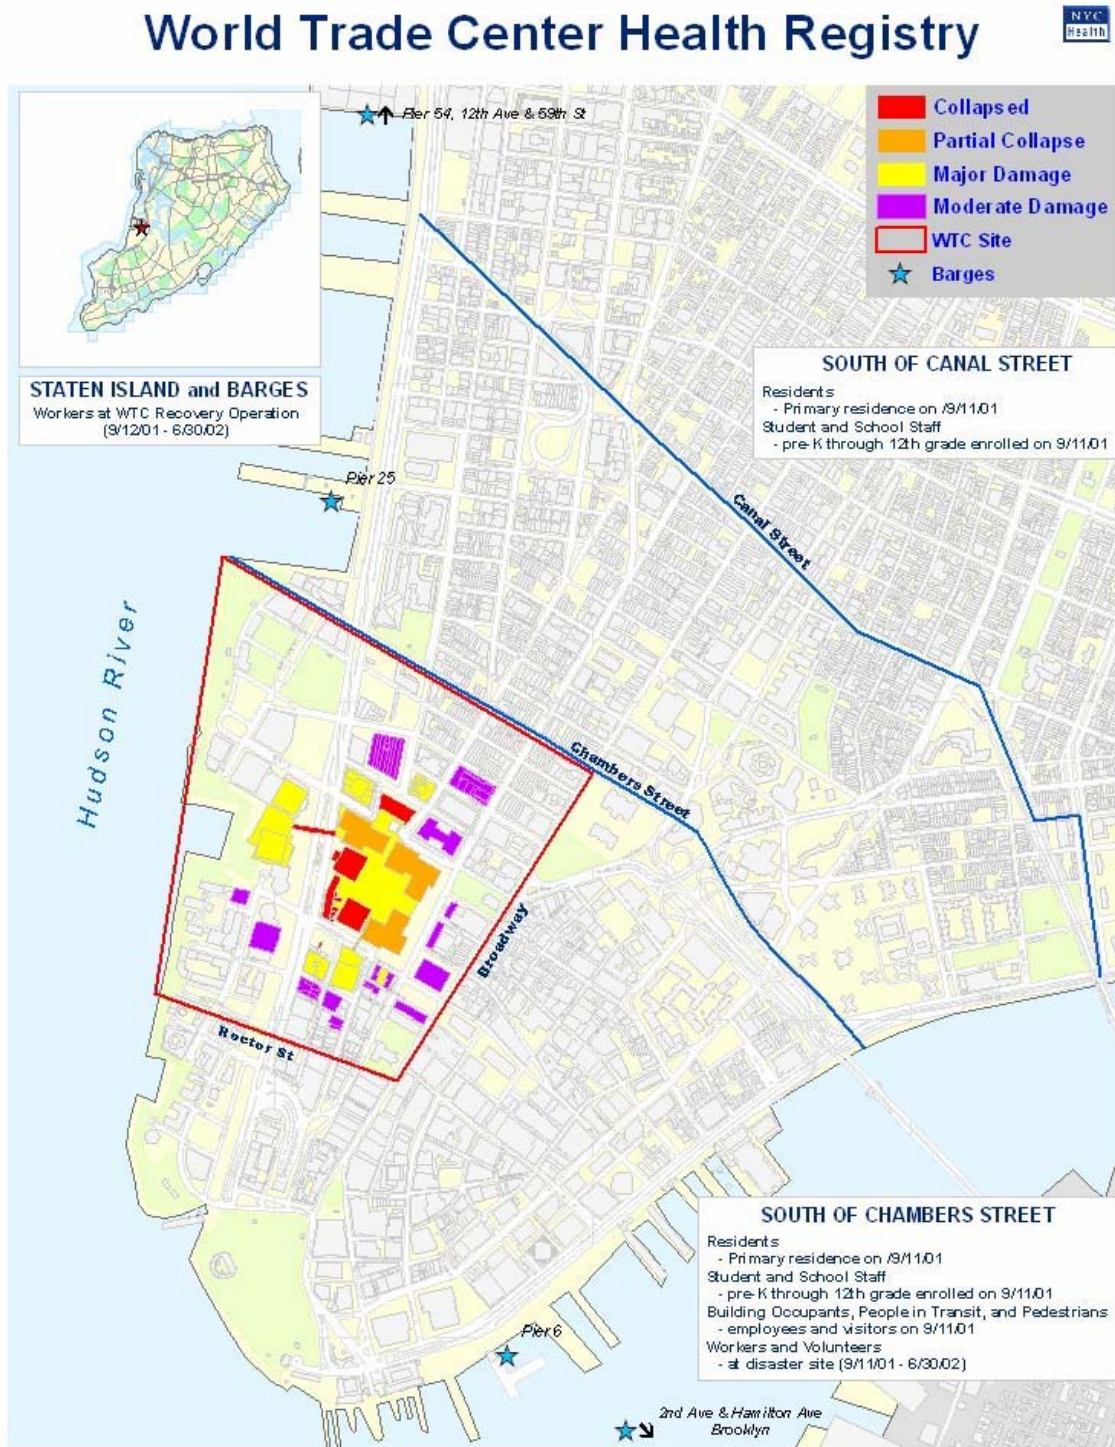 World Trade Center Health Registry
NYC
Health
Pier 54, 12th Ave & 59th St
Collapsed
Partial Collapse
Major Damage
Moderate Damage
WTC Site
Barges
STATEN ISLAND and BARGES
Workers at WTC Recovery Operation
(9/12/01 - 6/30/02)
SOUTH OF CANAL STREET
Residents
- Primary residence on /9/11/01
Student and School Staff
- pre-K through 12th grade enrolled on 9/11/01
Pier 25
Canal Street
Hudson River
Chambers Street
Broadway
Rector St
SOUTH OF CHAMBERS STREET
Residents
- Primary residence on /9/11/01
Student and School Staff
- pre-K through 12th grade enrolled on 9/11/01
Building Occupants, People in Transit, and Pedestrians
- employees and visitors on 9/11/01
Workers and Volunteers
- at disaster site (9/11/01 - 6/30/02)
Pier 6
2nd Ave & Hamilton Ave
Brooklyn